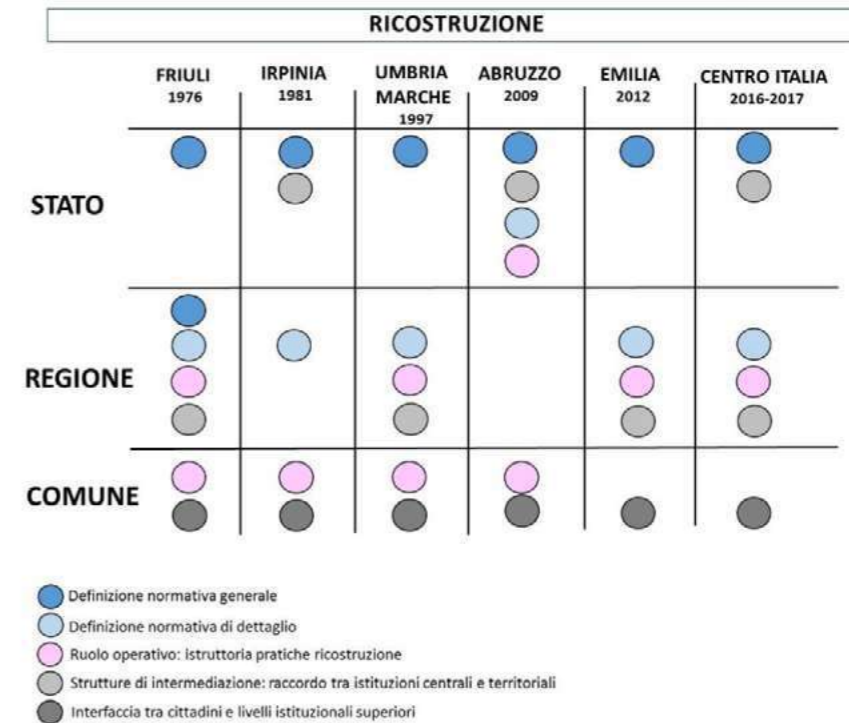 RICOSTRUZIONE
FRIULI
1976
IRPINIA
1981
UMBRIA
MARCHE
1997
ABRUZZO
2009
EMILIA
2012
CENTRO ITALIA
2016-2017
STATO
REGIONE
COMUNE
Definizione normativa generale
Definizione normativa di dettaglio
Ruolo operativo: istruttoria pratiche ricostruzione
Strutture di intermediazione: raccordo tra istituzioni centrali e territoriali
Interfaccia tra cittadini e livelli istituzionali superiori